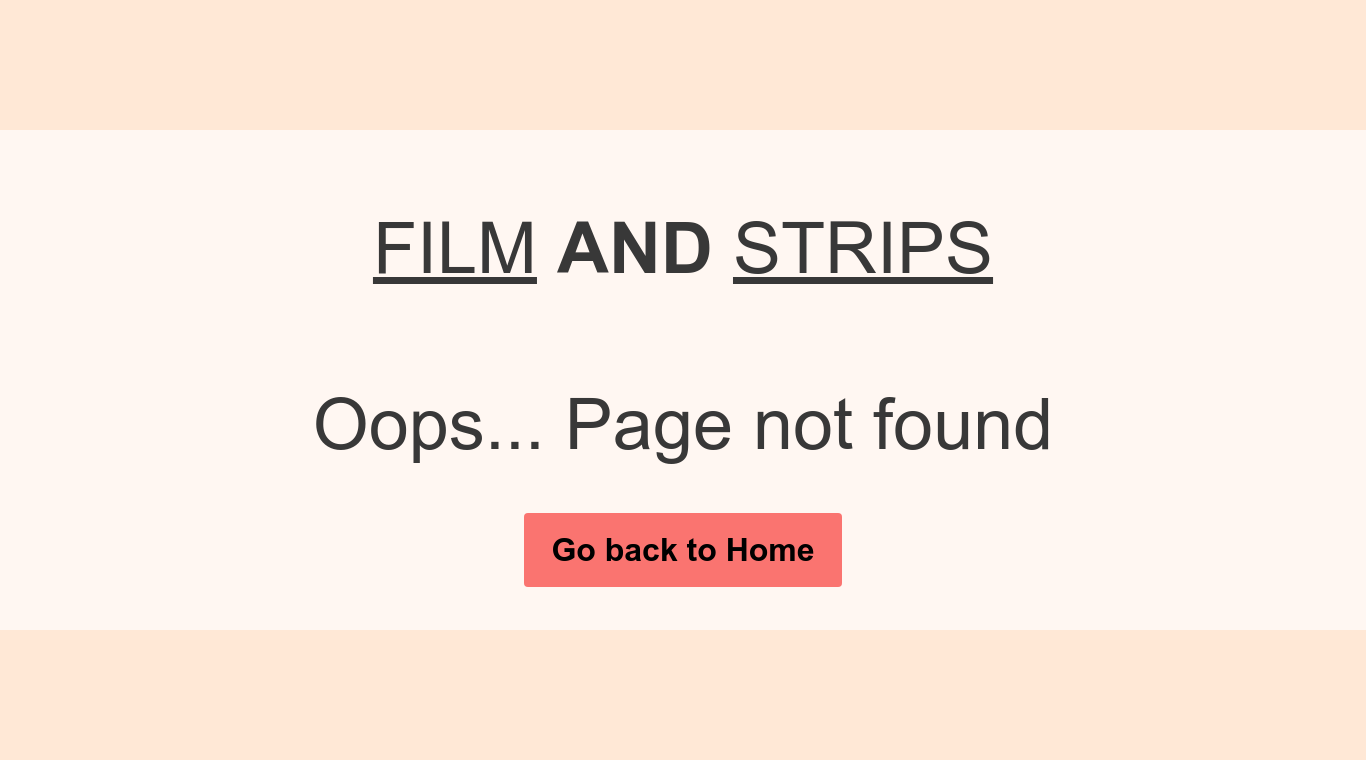 FILM AND STRIPS
Oops... Page not found
Go back to Home